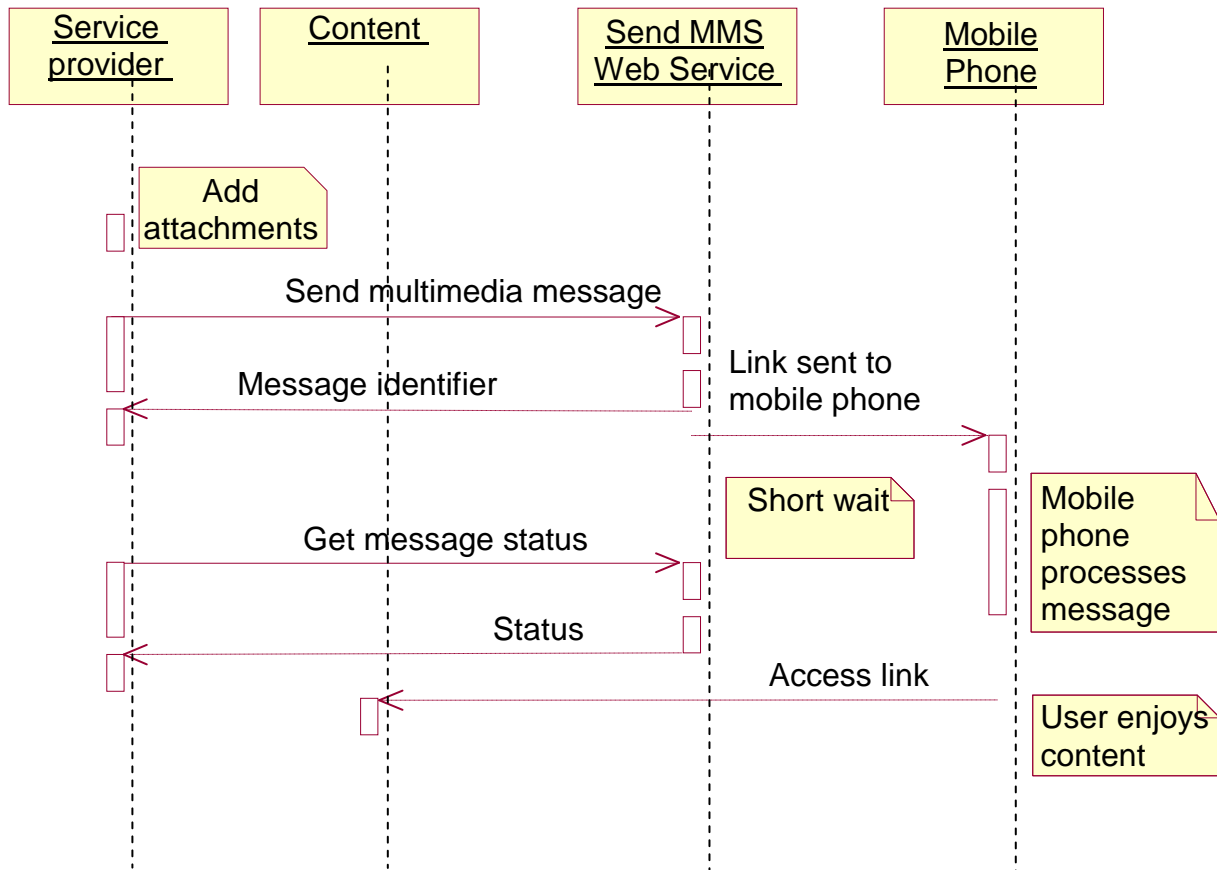 Service
provider
Content
Send MMS
Web Service
Mobile
Phone
Add
attachments
Send multimedia message
Link sent to
mobile phone
Message identifier
Short wait
Mobile
phone
processes
message
Get message status
Status
Access link
User enjoys
content